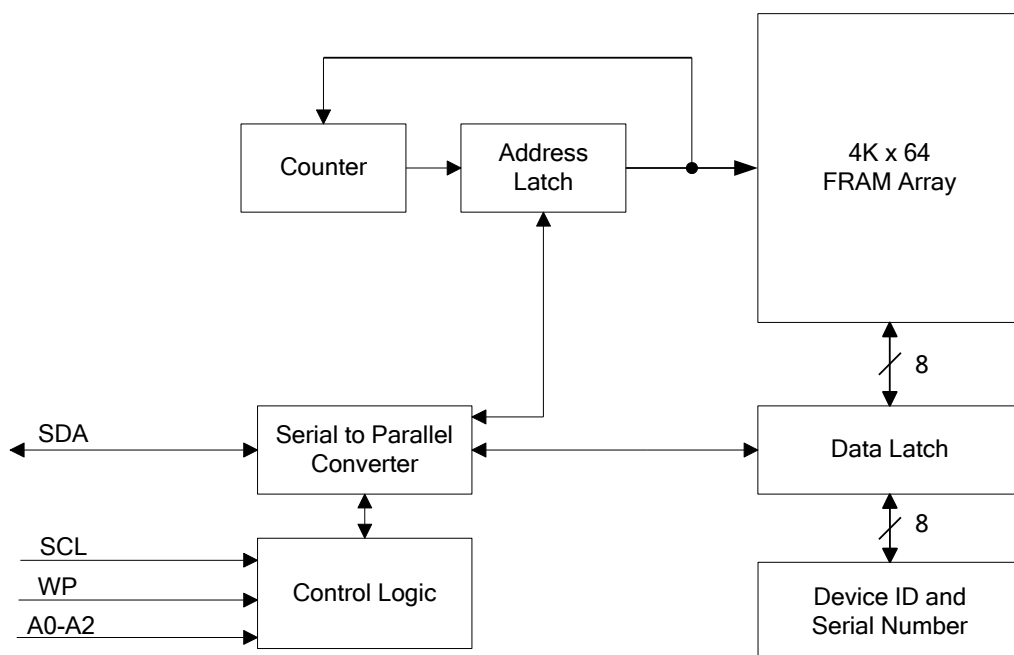 Counter
Address
Latch
4K x 64
FRAM Array
8
SDA
Serial to Parallel
Converter
Data Latch
8
SCL
WP
A0-A2
Control Logic
Device ID and
Serial Number